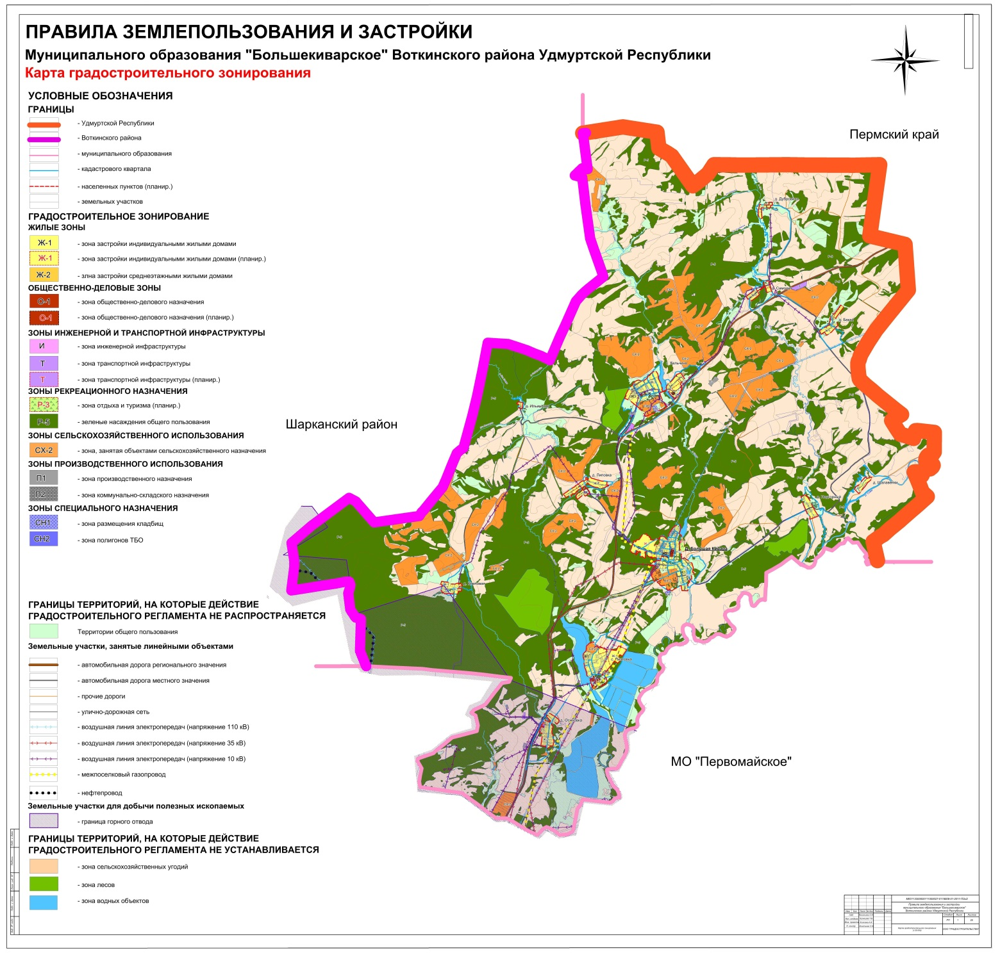 ПРАВИЛА ЗЕМЛЕПОЛЬЗОВАНИЯ И ЗАСТРОЙКИ
Муниципального образования "Большекиварское" Воткинского района Удмуртской Республики
Карта градостроительного зонирования
УСЛОВНЫЕ ОБОЗНАЧЕНИЯ
ГРАНИЦЫ
- Удмуртской Республики
- Воткинского района
- муниципального образования
- кадастрового квартала
- населенных пунктов (планир.)
- земельных участков
ГРАДОСТРОИТЕЛЬНОЕ ЗОНИРОВАНИЕ
ЖИЛЫЕ ЗОНЫ
Ж-1 - зона застройки индивидуальными жилыми домами
Ж-1 - зона застройки индивидуальными жилыми домами (планир.)
Ж-2 - злна застройки среднеэтажными жилыми домами
ОБЩЕСТВЕННО-ДЕЛОВЫЕ ЗОНЫ
О-1 - зона общественно-делового назначения
О-1 - зона общественно-делового назначения (планир.)
ЗОНЫ ИНЖЕНЕРНОЙ И ТРАНСПОРТНОЙ ИНФРАСТРУКТУРЫ
И - зона инженерной инфраструктуры
Т - зона транспортной инфраструктуры
Т - зона транспортной инфраструктуры (планир.)
ЗОНЫ РЕКРЕАЦИОННОГО НАЗНАЧЕНИЯ
Р-3 - зона отдыха и туризма (планир.)
Р-5 - зеленые насаждения общего пользования
ЗОНЫ СЕЛЬСКОХОЗЯЙСТВЕННОГО ИСПОЛЬЗОВАНИЯ
СХ-2 - зона, занятая объектами сельскохозяйственного назначения
ЗОНЫ ПРОИЗВОДСТВЕННОГО ИСПОЛЬЗОВАНИЯ
П1 - зона производственного назначения
П2 - зона коммунально-складского назначения
ЗОНЫ СПЕЦИАЛЬНОГО НАЗНАЧЕНИЯ
СН1 - зона размещения кладбищ
СН2 - зона полигонов ТБО
ГРАНИЦЫ ТЕРРИТОРИЙ, НА КОТОРЫЕ ДЕЙСТВИЕ
ГРАДОСТРОИТЕЛЬНОГО РЕГЛАМЕНТА НЕ РАСПРОСТРАНЯЕТСЯ
Территории общего пользования
Земельные участки, занятые линейными объектами
- автомобильная дорога регионального значения
- автомобильная дорога местного значения
- прочие дороги
- улично-дорожная сеть
- воздушная линия электропередач (напряжение 110 кВ)
- воздушная линия электропередач (напряжение 35 кВ)
- воздушная линия электропередач (напряжение 10 кВ)
- межпоселковый газопровод
- нефтепровод
Земельные участки для добычи полезных ископаемых
- граница горного отвода
ГРАНИЦЫ ТЕРРИТОРИЙ, НА КОТОРЫЕ ДЕЙСТВИЕ
ГРАДОСТРОИТЕЛЬНОГО РЕГЛАМЕНТА НЕ УСТАНАВЛИВАЕТСЯ
- зона сельскохозяйственных угодий
- зона лесов
- зона водных объектов
Пермский край
Шарканский район
МО "Первомайское"
д. Дубровино
д. Кельчино
д. Липовка
д. Шалавенки
д. Большая Кивара
д. Осиновка
ООО "ГРАДОСТРОИТЕЛЬСТВО"